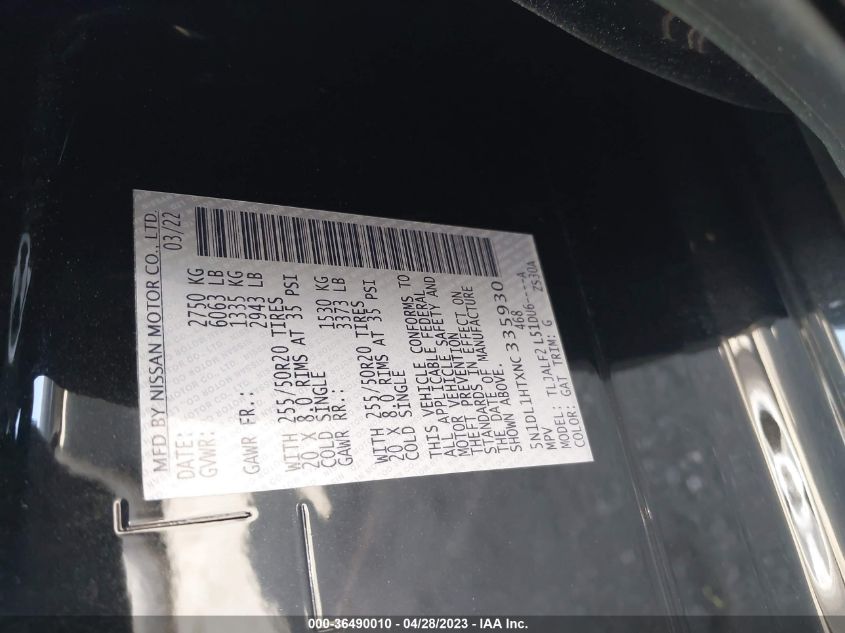 MFD BY NISSAN MOTOR CO., LTD.
DATE: 03/22
GVWR: 2750 KG
6063 LB
GAWR FR.: 1335 KG
2943 LB
WITH 255/50R20 TIRES
20 X 8.0 RIMS AT 35 PSI
COLD SINGLE
GAWR RR.: 1530 KG
3373 LB
WITH 255/50R20 TIRES
20 X 8.0 RIMS AT 35 PSI
COLD SINGLE
THIS VEHICLE CONFORMS TO
ALL APPLICABLE FEDERAL
MOTOR VEHICLE SAFETY AND
THEFT PREVENTION
STANDARDS IN EFFECT ON
THE DATE OF MANUFACTURE
SHOWN ABOVE.
5N1DL1HTXNC335930
MPV 468
MODEL: TLJALF2 L51DU6----A
COLOR: GAT TRIM: G 2530A
000-36490010 / 04/28/2023 - IAA Inc.